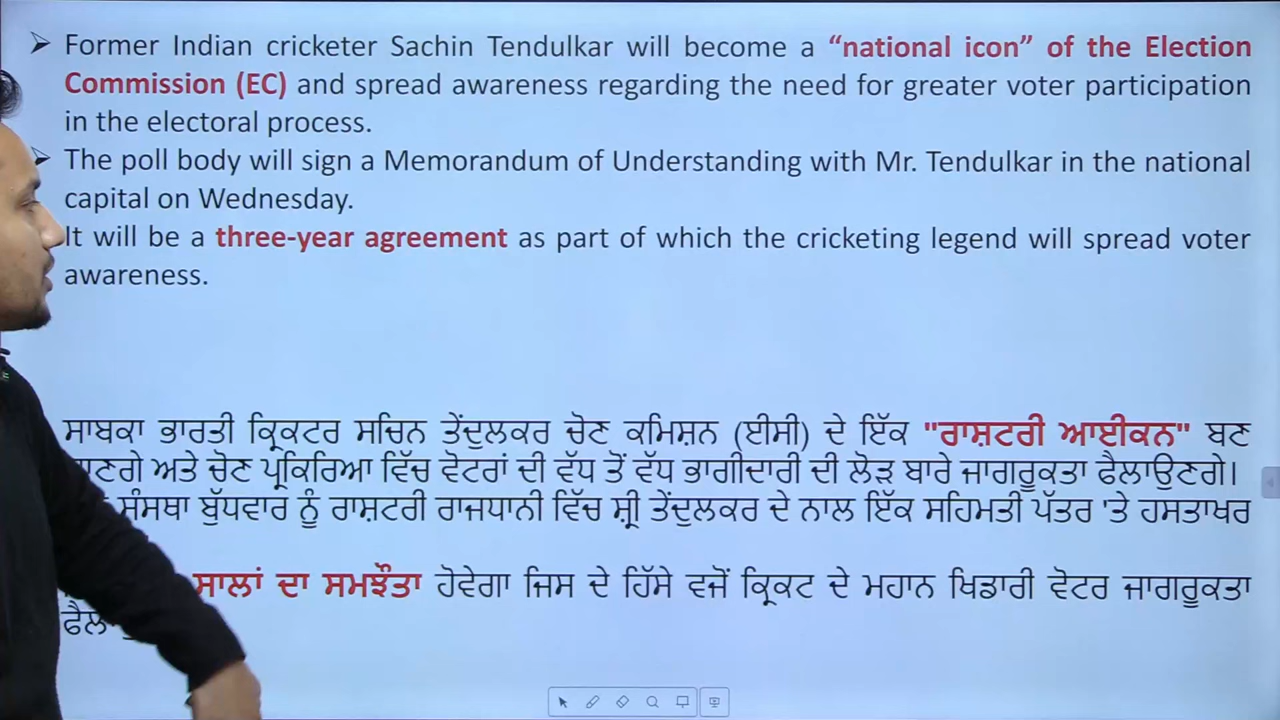 ➤ Former Indian cricketer Sachin Tendulkar will become a “national icon” of the Election
Commission (EC) and spread awareness regarding the need for greater voter participation
in the electoral process.
➤ The poll body will sign a Memorandum of Understanding with Mr. Tendulkar in the national
capital on Wednesday.
It will be a three-year agreement as part of which the cricketing legend will spread voter
awareness.
ਸਾਬਕਾ ਭਾਰਤੀ ਕ੍ਰਿਕਟਰ ਸਚਿਨ ਤੇਂਦੁਲਕਰ ਚੋਣ ਕਮਿਸ਼ਨ (ਈਸੀ) ਦੇ ਇੱਕ "ਰਾਸ਼ਟਰੀ ਆਈਕਨ" ਬਣ
ਅਤੇ ਚੋਣ ਪ੍ਰਕਿਰਿਆ ਵਿੱਚ ਵੋਟਰਾਂ ਦੀ ਵੱਧ ਤੋਂ ਵੱਧ ਭਾਗੀਦਾਰੀ ਦੀ ਲੋੜ ਬਾਰੇ ਜਾਗਰੂਕਤਾ ਫੈਲਾਉਣਗੇ।
ਸੰਸਥਾ ਬੁੱਧਵਾਰ ਨੂੰ ਰਾਸ਼ਟਰੀ ਰਾਜਧਾਨੀ ਵਿੱਚ ਸ਼੍ਰੀ ਤੇਂਦੁਲਕਰ ਦੇ ਨਾਲ ਇੱਕ ਸਹਿਮਤੀ ਪੱਤਰ 'ਤੇ ਹਸਤਾਖਰ
ਸਾਲਾਂ ਦਾ ਸਮਝੌਤਾ ਹੋਵੇਗਾ ਜਿਸ ਦੇ ਹਿੱਸੇ ਵਜੋਂ ਕ੍ਰਿਕਟ ਦੇ ਮਹਾਨ ਖਿਡਾਰੀ ਵੋਟਰ ਜਾਗਰੂਕਤਾ